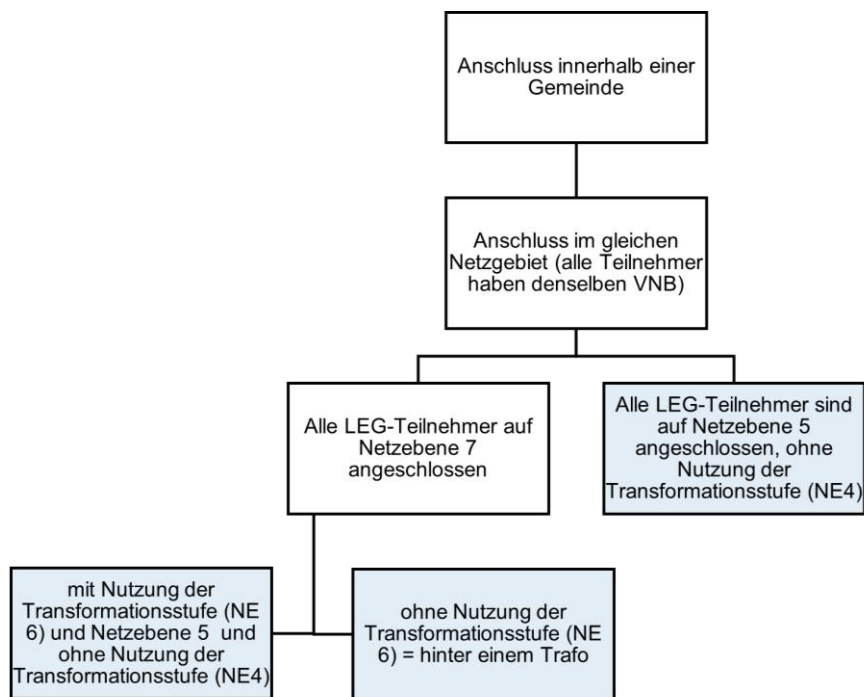 Anschluss innerhalb einer
Gemeinde
Anschluss im gleichen
Netzgebiet (alle Teilnehmer
haben denselben VNB)
Alle LEG-Teilnehmer auf
Netzebene 7
angeschlossen
Alle LEG-Teilnehmer sind
auf Netzebene 5
angeschlossen, ohne
Nutzung der
Transformationsstufe (NE4)
mit Nutzung der
Transformationsstufe (NE
6) und Netzebene 5 und
ohne Nutzung der
Transformationsstufe (NE4)
ohne Nutzung der
Transformationsstufe (NE
6) = hinter einem Trafo